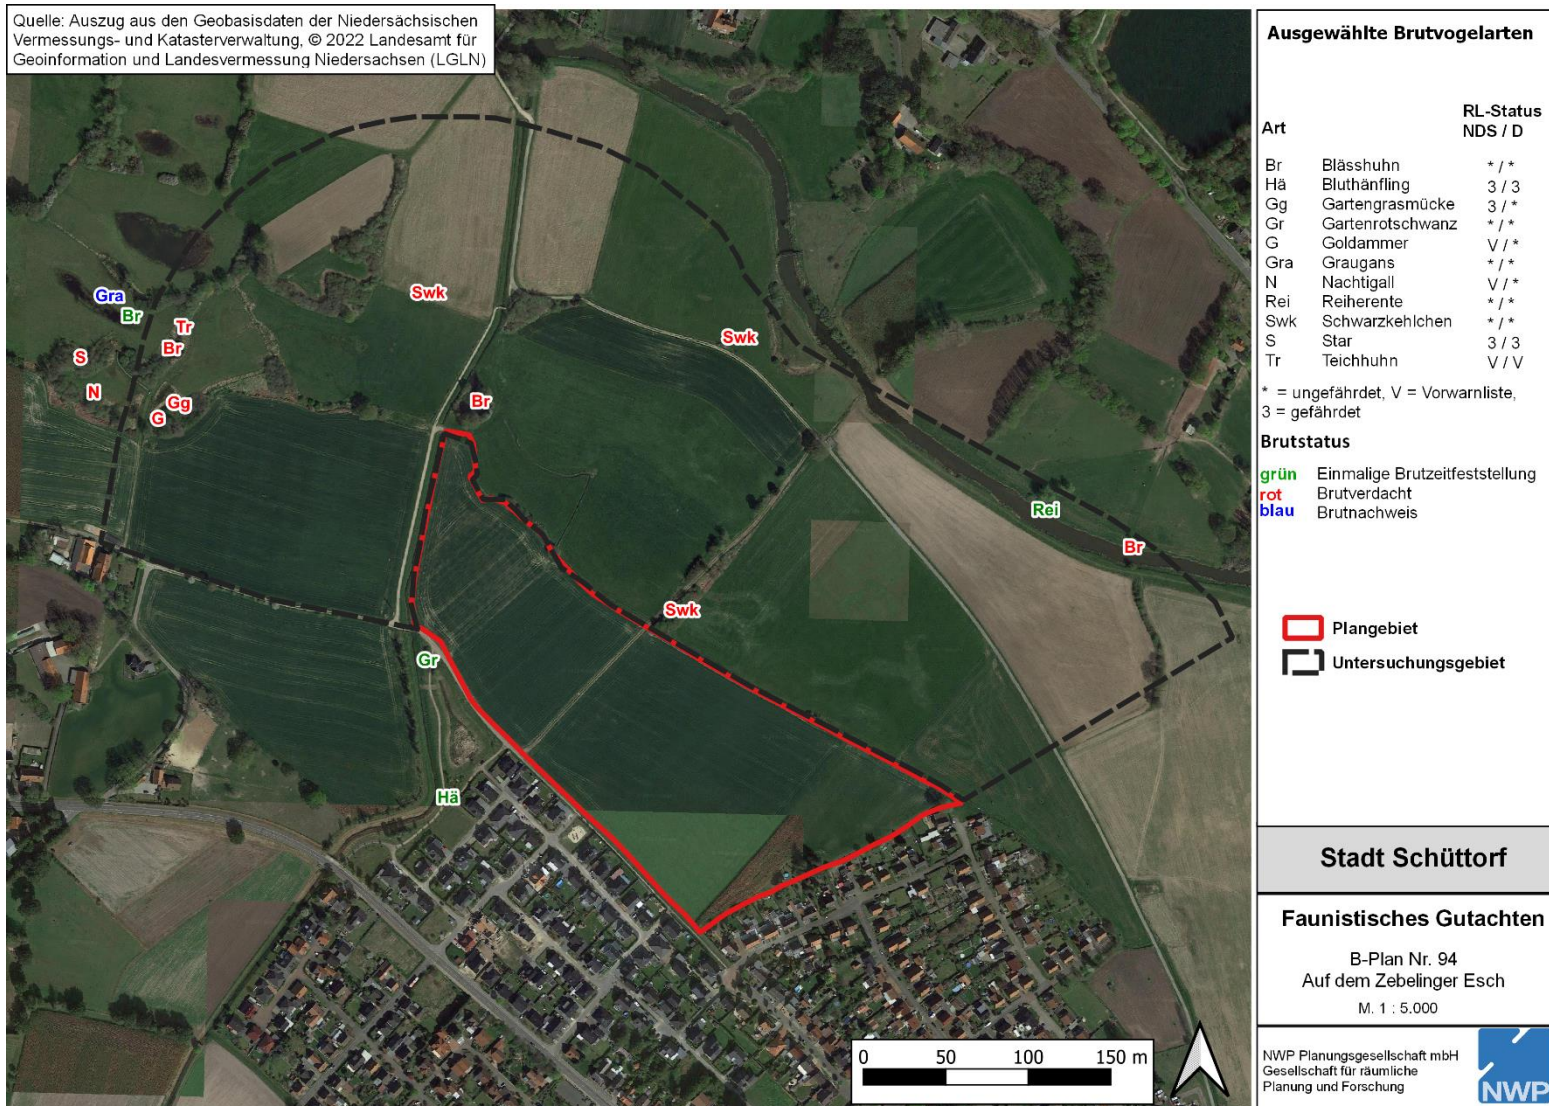 Quelle: Auszug aus den Geobasisdaten der Niedersächsischen
Vermessungs- und Katasterverwaltung, © 2022 Landesamt für
Geoinformation und Landesvermessung Niedersachsen (LGLN)
Gra
Br
Tr
Br
S
N
Gg
G
Swk
Swk
Br
Rei
Br
Swk
Gr
Hä
0 50 100 150 m
Ausgewählte Brutvogelarten
RL-Status
Art NDS / D
Br Blässhuhn * / *
Hä Bluthänfling 3 / 3
Gg Gartengrasmücke 3 / *
Gr Gartenrotschwanz * / *
G Goldammer V / *
Gra Graugans * / *
N Nachtigall V / *
Rei Reiherente * / *
Swk Schwarzkehlchen * / *
S Star 3 / 3
Tr Teichhuhn V / V
* = ungefährdet, V = Vorwarnliste,
3 = gefährdet
Brutstatus
grün Einmalige Brutzeitfeststellung
rot Brutverdacht
blau Brutnachweis
Plangebiet
Untersuchungsgebiet
Stadt Schüttorf
Faunistisches Gutachten
B-Plan Nr. 94
Auf dem Zebelinger Esch
M. 1 : 5.000
NWP Planungsgesellschaft mbH
Gesellschaft für räumliche
Planung und Forschung
NWP